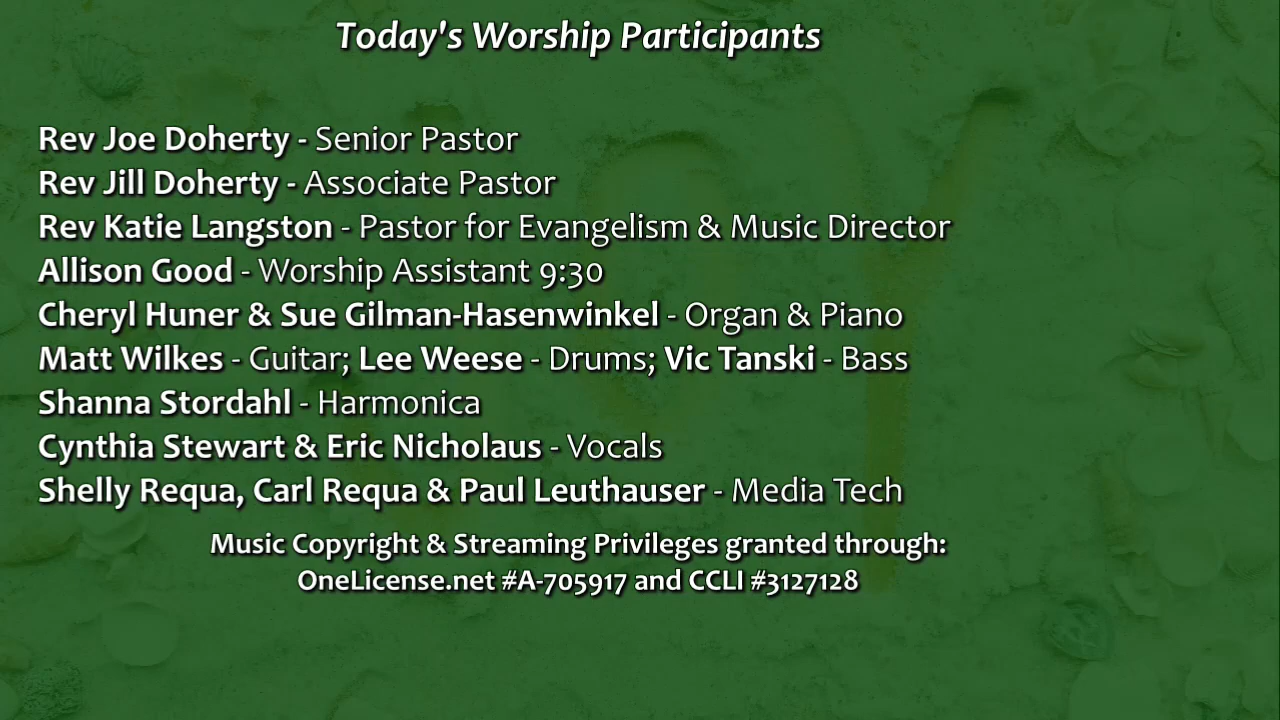 Today's Worship Participants
Rev Joe Doherty - Senior Pastor
Rev Jill Doherty - Associate Pastor
Rev Katie Langston - Pastor for Evangelism & Music Director
Allison Good - Worship Assistant 9:30
Cheryl Huner & Sue Gilman-Hasenwinkel - Organ & Piano
Matt Wilkes - Guitar; Lee Weese - Drums; Vic Tanski - Bass
Shanna Stordahl - Harmonica
Cynthia Stewart & Eric Nicholaus - Vocals
Shelly Requa, Carl Requa & Paul Leuthauser - Media Tech
Music Copyright & Streaming Privileges granted through:
OneLicense.net #A-705917 and CCLI #3127128